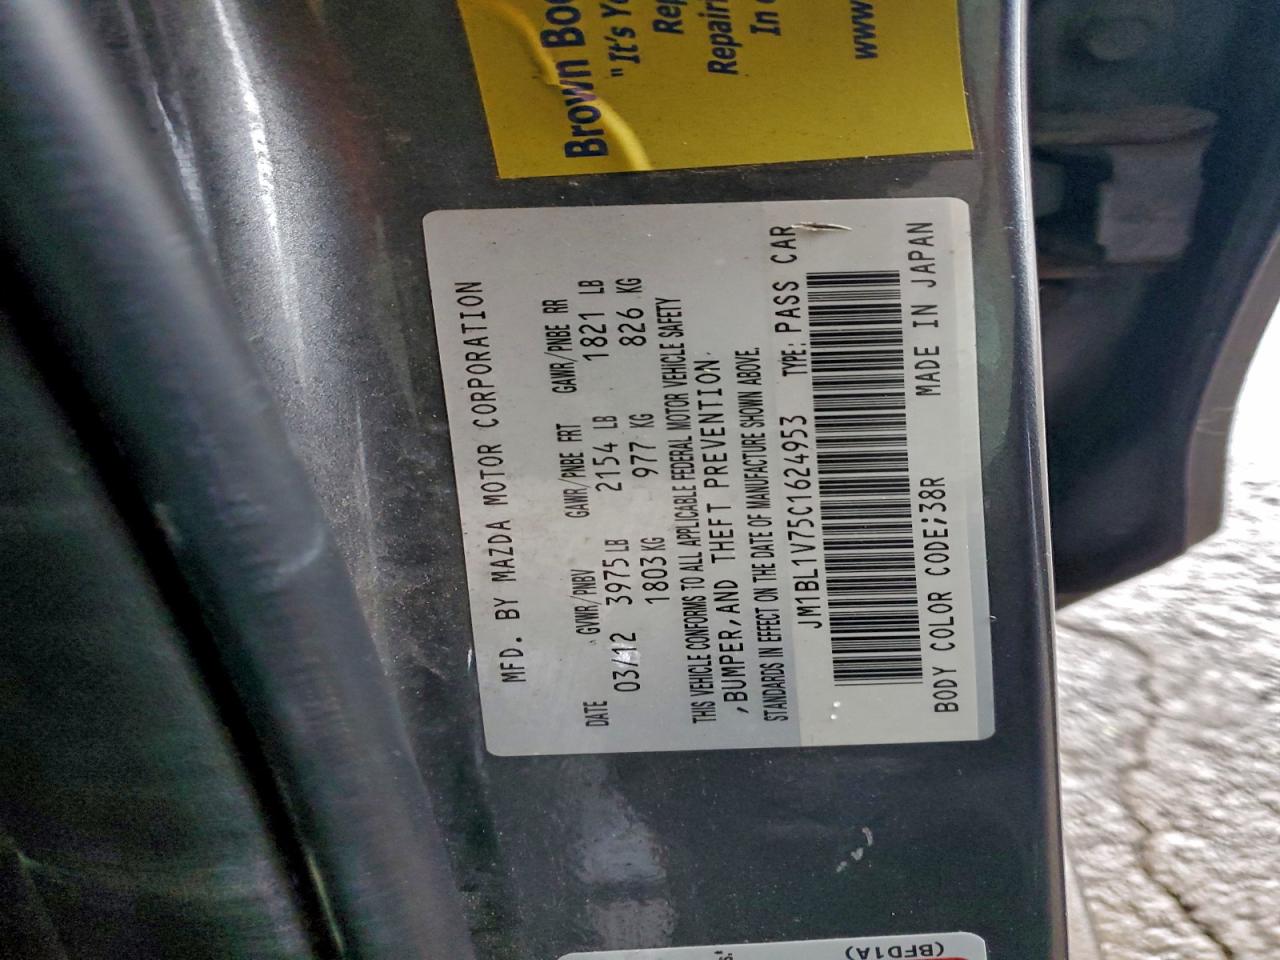 Brown Bo
"It's Y
Re
Repair
In
www
MFD. BY MAZDA MOTOR CORPORATION
DATE GVWR/PNBV GAWR/PNBE FRT GAWR/PNBE RR
03/12 3975 LB 2154 LB 1821 LB
1803 KG 977 KG 826 KG
THIS VEHICLE CONFORMS TO ALL APPLICABLE FEDERAL MOTOR VEHICLE SAFETY
,BUMPER,AND THEFT PREVENTION.
STANDARDS IN EFFECT ON THE DATE OF MANUFACTURE SHOWN ABOVE.
JM1BL1V75C1624953 TYPE: PASS CAR
BODY COLOR CODE;38R MADE IN JAPAN
(BFD1A)